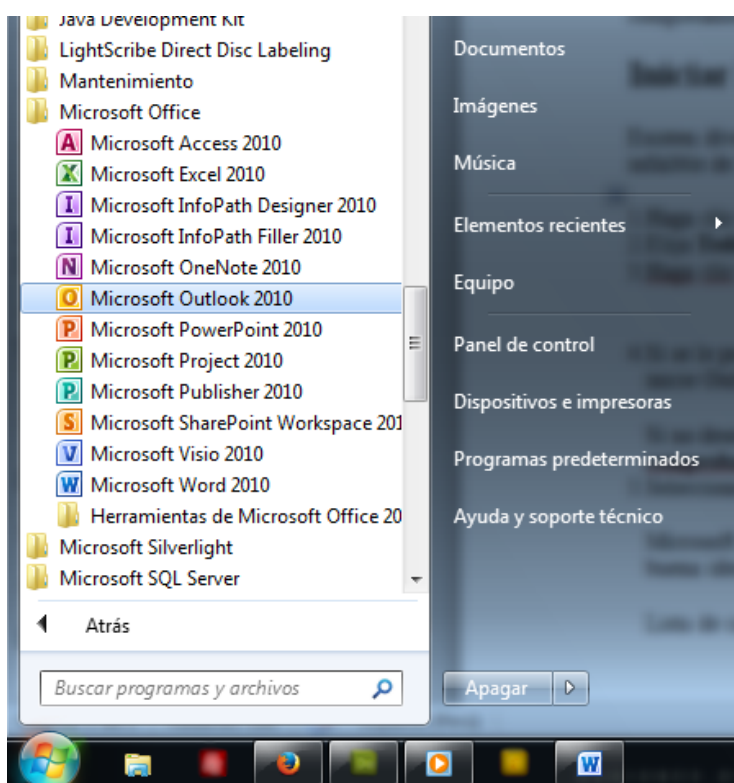 Java Development Kit
LightScribe Direct Disc Labeling
Mantenimiento
Microsoft Office
Microsoft Access 2010
Microsoft Excel 2010
Microsoft InfoPath Designer 2010
Microsoft InfoPath Filler 2010
Microsoft OneNote 2010
Microsoft Outlook 2010
Microsoft PowerPoint 2010
Microsoft Project 2010
Microsoft Publisher 2010
Microsoft SharePoint Workspace 201
Microsoft Visio 2010
Microsoft Word 2010
Herramientas de Microsoft Office 20
Microsoft Silverlight
Microsoft SQL Server
Atrás
Buscar programas y archivos
Documentos
Imágenes
Música
Elementos recientes
Equipo
Panel de control
Dispositivos e impresoras
Programas predeterminados
Ayuda y soporte técnico
Apagar